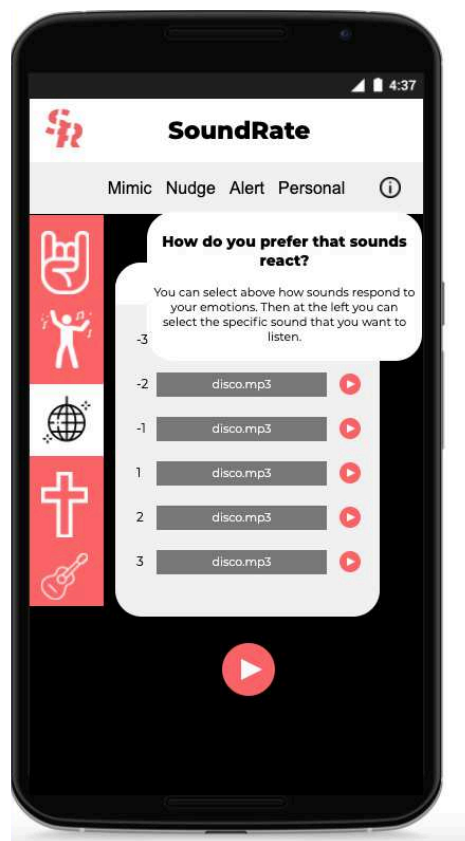 4:37
SR
SoundRate
Mimic Nudge Alert Personal
How do you prefer that sounds
react?
You can select above how sounds respond to
your emotions. Then at the left you can
select the specific sound that you want to
listen.
-3
-2 disco.mp3
-1 disco.mp3
1 disco.mp3
2 disco.mp3
3 disco.mp3